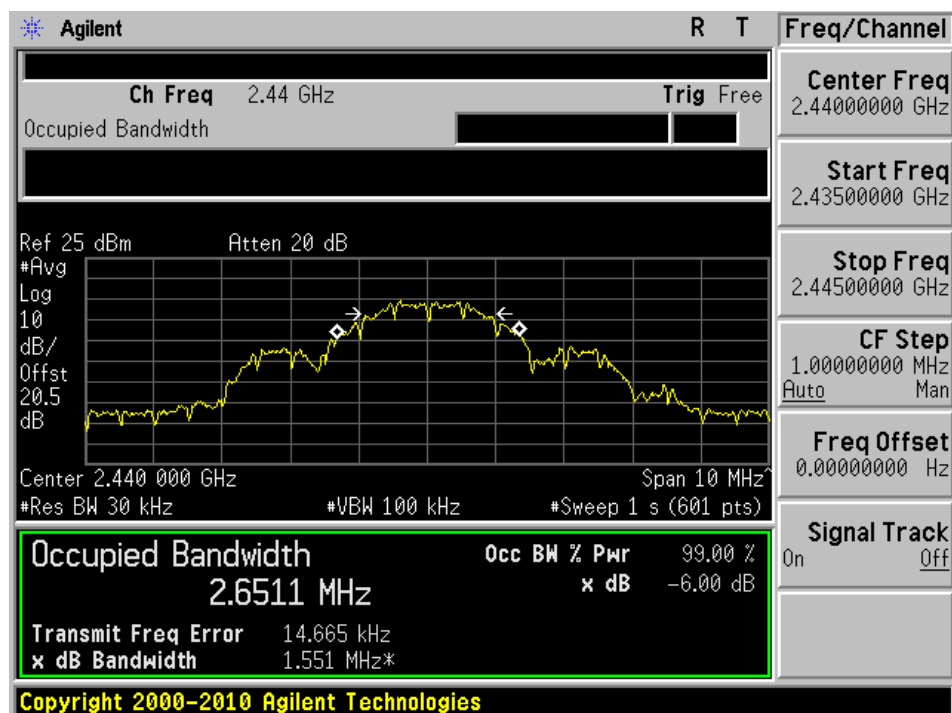 Agilent R T
Ch Freq 2.44 GHz Trig Free
Occupied Bandwidth
Ref 25 dBm Atten 20 dB
#Avg
Log
10
dB/
Offst
20.5
dB
Center 2.440 000 GHz Span 10 MHz^
#Res BW 30 kHz #VBW 100 kHz #Sweep 1 s (601 pts)
Occupied Bandwidth Occ BW % Pwr 99.00 %
2.6511 MHz x dB -6.00 dB
Transmit Freq Error 14.665 kHz
x dB Bandwidth 1.551 MHz*
Copyright 2000-2010 Agilent Technologies
Freq/Channel
Center Freq
2.44000000 GHz
Start Freq
2.43500000 GHz
Stop Freq
2.44500000 GHz
CF Step
1.00000000 MHz
Auto Man
Freq Offset
0.00000000 Hz
Signal Track
On Off